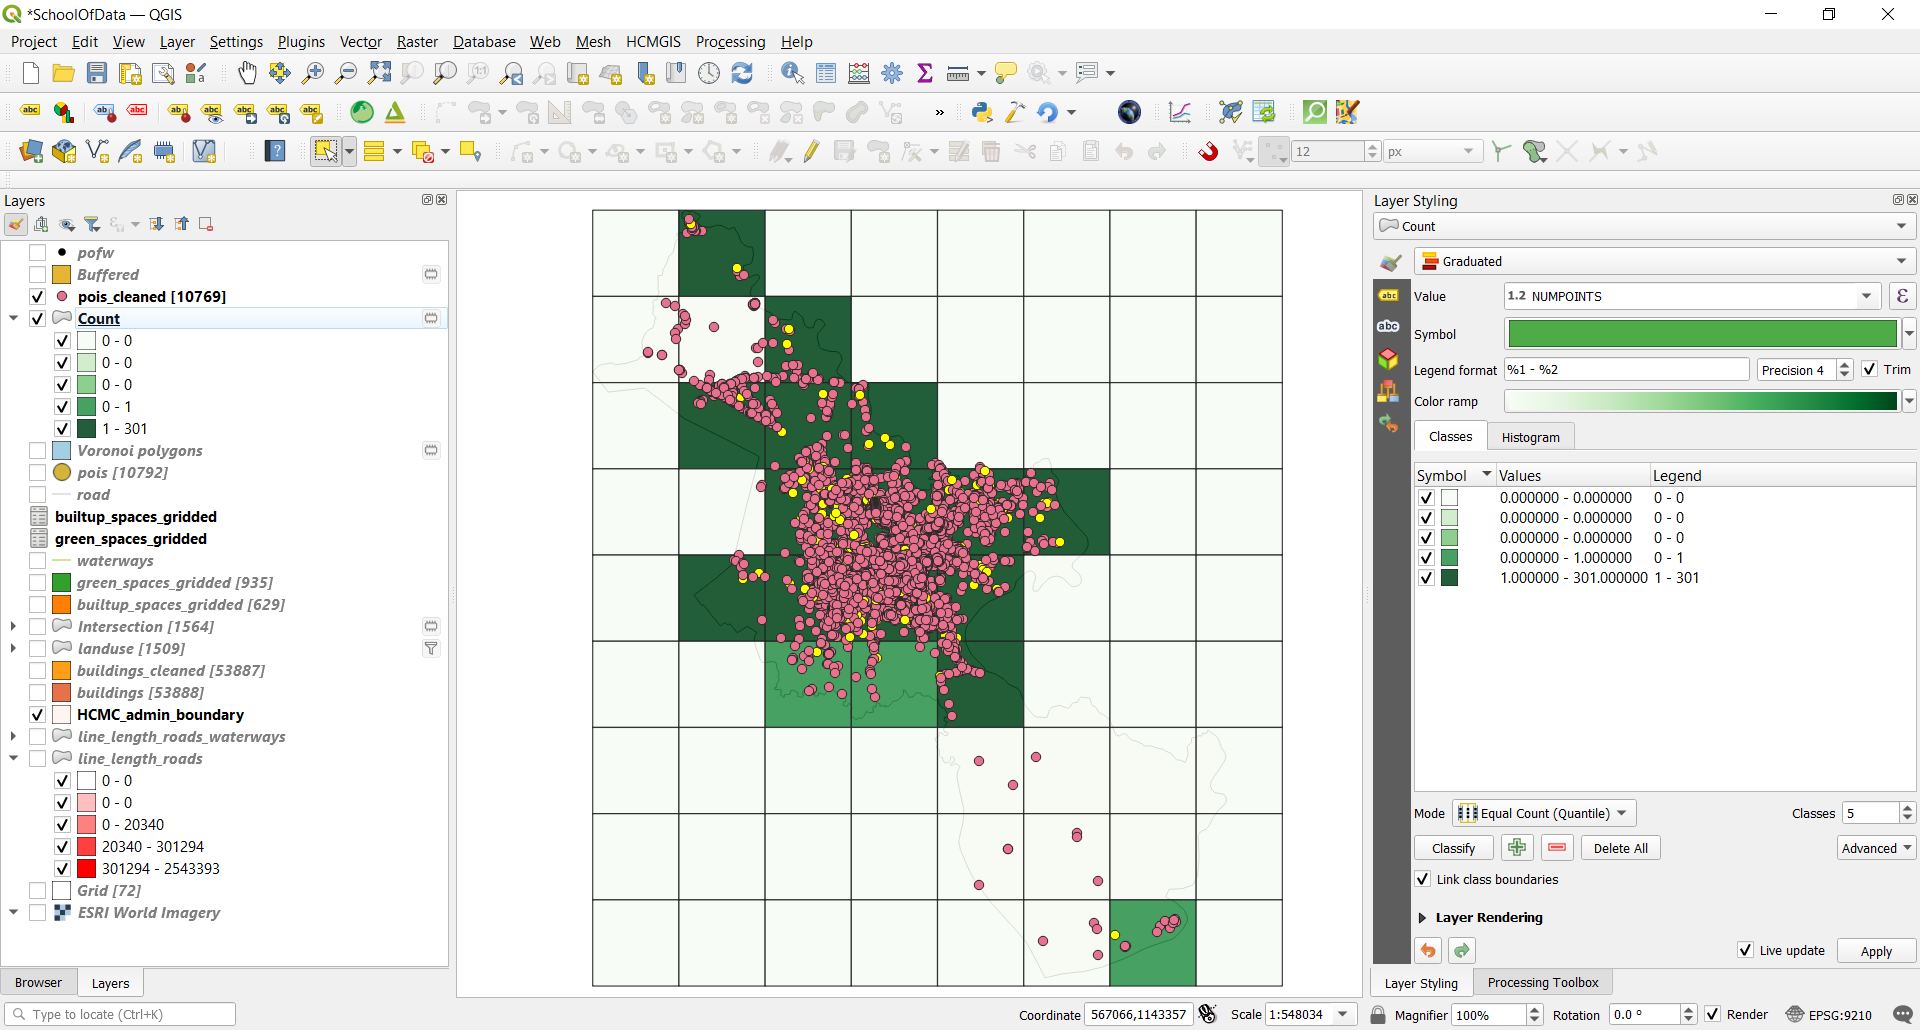 *SchoolOfData — QGIS
Project Edit View Layer Settings Plugins Vector Raster Database Web Mesh HCMGIS Processing Help
12 px
Layers
pofw
Buffered
pois_cleaned [10769]
Count
0 - 0
0 - 0
0 - 0
0 - 1
1 - 301
Voronoi polygons
pois [10792]
road
builtup_spaces_gridded
green_spaces_gridded
waterways
green_spaces_gridded [935]
builtup_spaces_gridded [629]
Intersection [1564]
landuse [1509]
buildings_cleaned [53887]
buildings [53888]
HCMC_admin_boundary
line_length_roads_waterways
line_length_roads
0 - 0
0 - 0
0 - 20340
20340 - 301294
301294 - 2543393
Grid [72]
ESRI World Imagery
Browser Layers
Layer Styling
Count
Graduated
Value 1.2 NUMPOINTS ε
Symbol
Legend format %1 - %2 Precision 4 Trim
Color ramp
Classes Histogram
Symbol Values Legend
0.000000 - 0.000000 0 - 0
0.000000 - 0.000000 0 - 0
0.000000 - 0.000000 0 - 0
0.000000 - 1.000000 0 - 1
1.000000 - 301.000000 1 - 301
Mode Equal Count (Quantile) Classes 5
Classify Delete All Advanced
Link class boundaries
Layer Rendering
Live update Apply
Layer Styling Processing Toolbox
Type to locate (Ctrl+K) Coordinate 567066,1143357 Scale 1:548034 Magnifier 100% Rotation 0.0 ° Render EPSG:9210